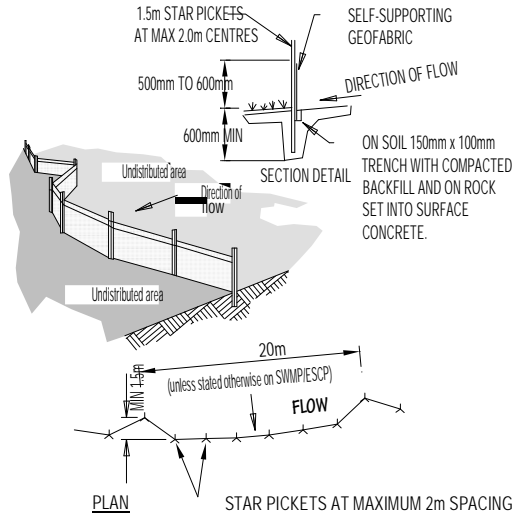 1.5m STAR PICKETS
AT MAX 2.0m CENTRES
SELF-SUPPORTING
GEOFABRIC
500mm TO 600mm
DIRECTION OF FLOW
600mm MIN
SECTION DETAIL
ON SOIL 150mm x 100mm
TRENCH WITH COMPACTED
BACKFILL AND ON ROCK
SET INTO SURFACE
CONCRETE.
Undistributed area
Direction of
flow
Undistributed area
20m
(unless stated otherwise on SWMP/ESCP)
MIN 1.5m
FLOW
PLAN
STAR PICKETS AT MAXIMUM 2m SPACING